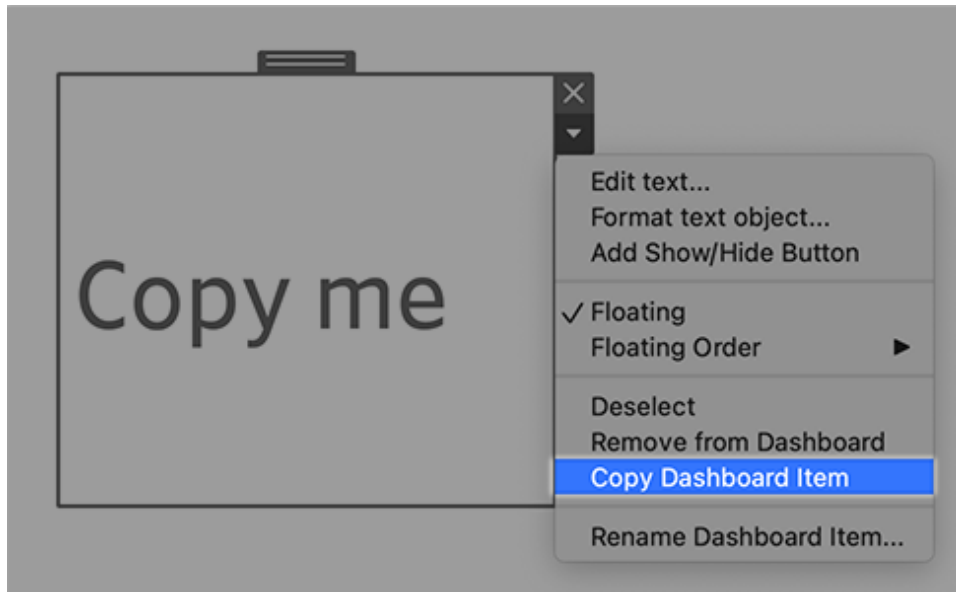 Copy me
Edit text...
Format text object...
Add Show/Hide Button
Floating
Floating Order
Deselect
Remove from Dashboard
Copy Dashboard Item
Rename Dashboard Item...